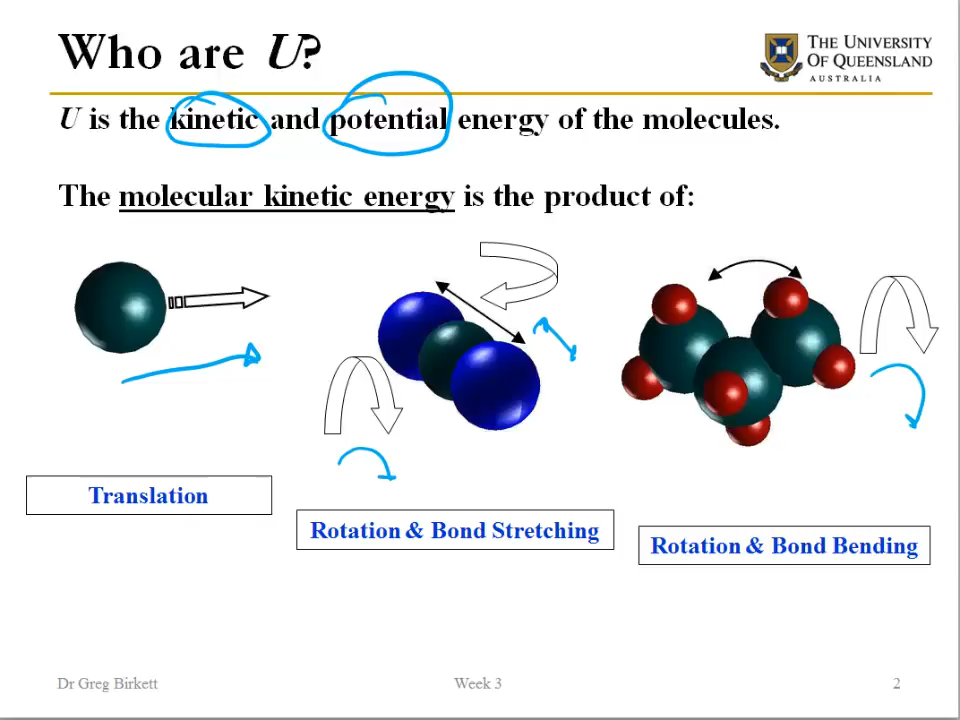 Who are U?
THE UNIVERSITY
OF QUEENSLAND
AUSTRALIA
U is the kinetic and potential energy of the molecules.
The molecular kinetic energy is the product of:
Translation
Rotation & Bond Stretching
Rotation & Bond Bending
Dr Greg Birkett
Week 3
2